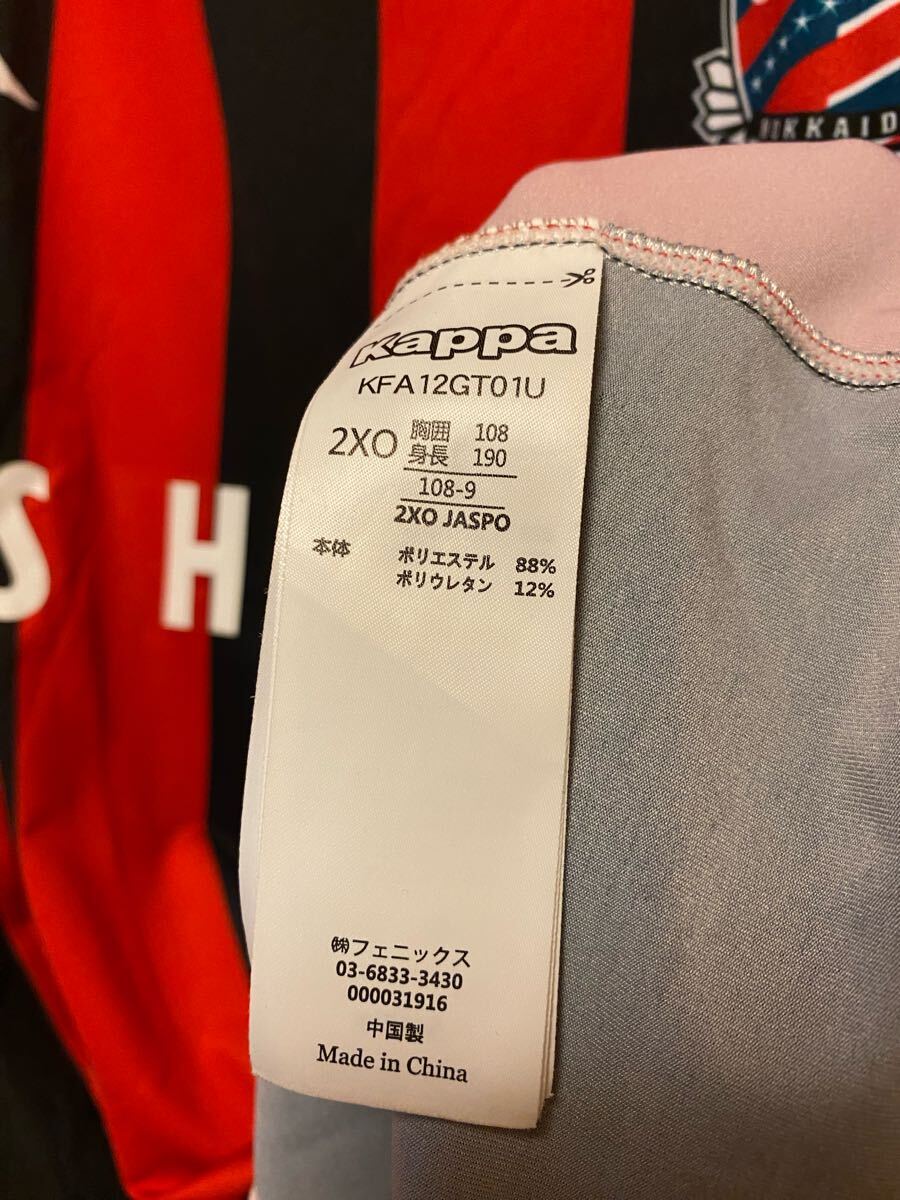 HOKKAID
S H
Kappa
KFA12GT01U
2XO 胸囲 108
身長 190
108-9
2XO JASPO
本体 ポリエステル 88%
ポリウレタン 12%
㈱フェニックス
03-6833-3430
000031916
中国製
Made in China